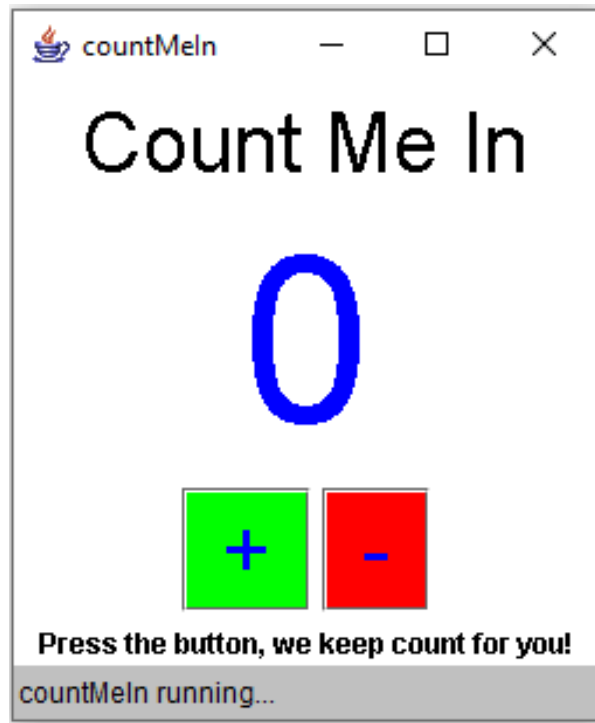 countMeIn
Count Me In
0
+ -
Press the button, we keep count for you!
countMeIn running...